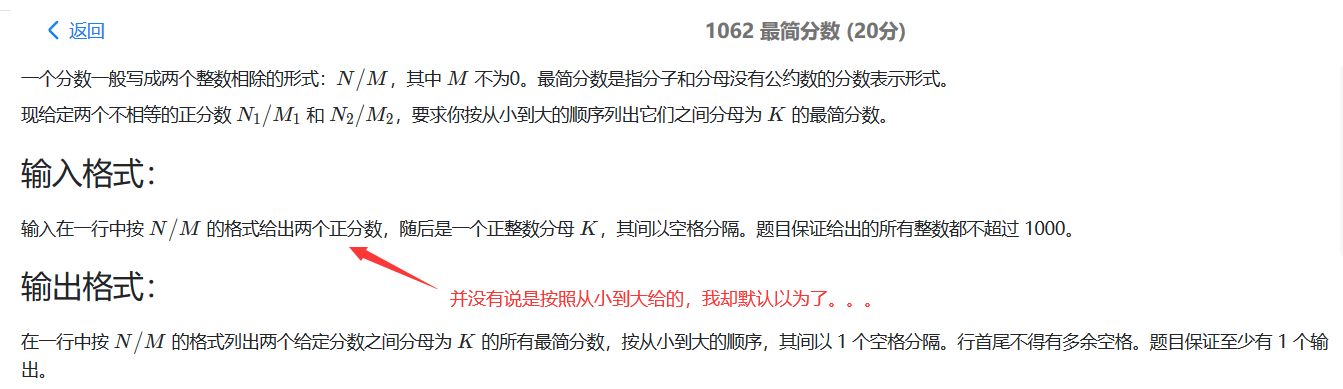 返回
1062 最简分数 (20分)
一个分数一般写成两个整数相除的形式：N/M，其中 M 不为0。最简分数是指分子和分母没有公约数的分数表示形式。
现给定两个不相等的正分数 N₁/M₁ 和 N₂/M₂，要求你按从小到大的顺序列出它们之间分母为 K 的最简分数。
输入格式：
输入在一行中按 N/M 的格式给出两个正分数，随后是一个正整数分母 K，其间以空格分隔。题目保证给出的所有整数都不超过 1000。
输出格式：
并没有说是按照从小到大给的，我却默认以为了。。。
在一行中按 N/M 的格式列出两个给定分数之间分母为 K 的所有最简分数，按从小到大的顺序，其间以 1 个空格分隔。行首尾不得有多余空格。题目保证至少有 1 个输
出。